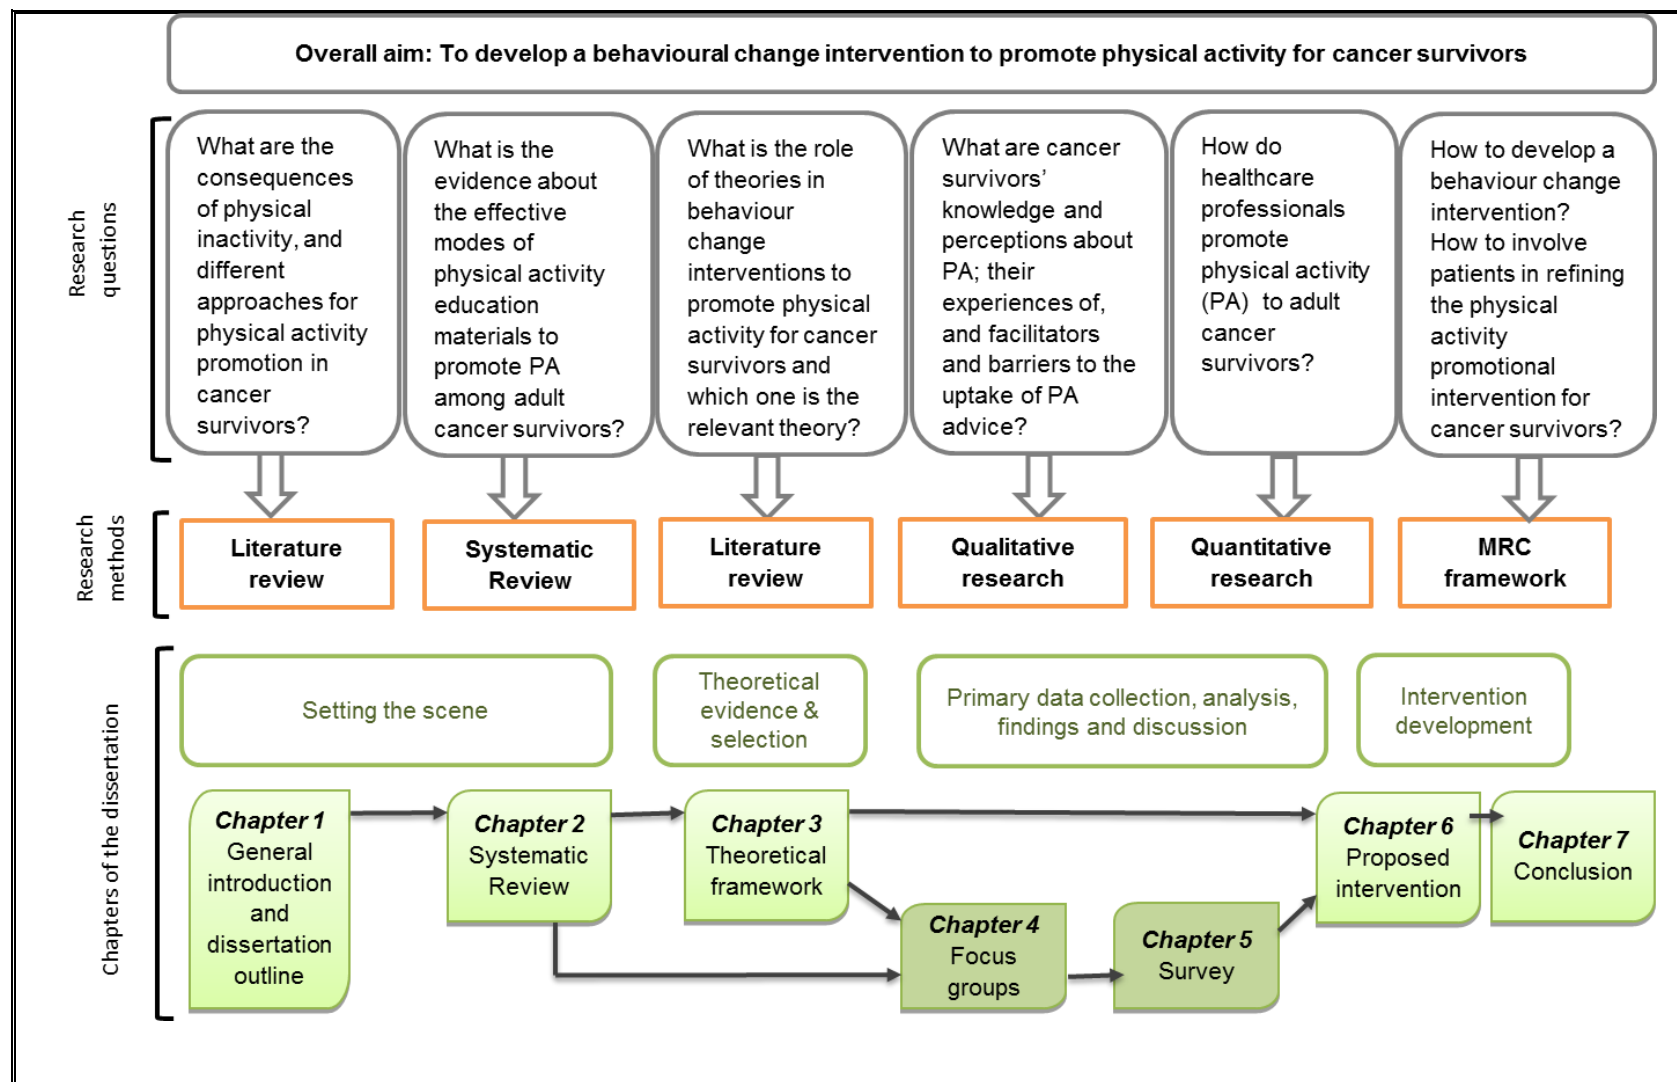 Overall aim: To develop a behavioural change intervention to promote physical activity for cancer survivors
Research
questions
What are the
consequences
of physical
inactivity, and
different
approaches for
physical activity
promotion in
cancer
survivors?
What is the
evidence about
the effective
modes of
physical activity
education
materials to
promote PA
among adult
cancer survivors?
What is the role
of theories in
behaviour
change
interventions to
promote physical
activity for cancer
survivors and
which one is the
relevant theory?
What are cancer
survivors’
knowledge and
perceptions about
PA; their
experiences of,
and facilitators
and barriers to the
uptake of PA
advice?
How do
healthcare
professionals
promote
physical activity
(PA) to adult
cancer
survivors?
How to develop a
behaviour change
intervention?
How to involve
patients in refining
the physical
activity
promotional
intervention for
cancer survivors?
Research
methods
Literature
review
Systematic
Review
Literature
review
Qualitative
research
Quantitative
research
MRC
framework
Chapters of the dissertation
Setting the scene
Theoretical
evidence &
selection
Primary data collection, analysis,
findings and discussion
Intervention
development
Chapter 1
General
introduction
and
dissertation
outline
Chapter 2
Systematic
Review
Chapter 3
Theoretical
framework
Chapter 4
Focus
groups
Chapter 5
Survey
Chapter 6
Proposed
intervention
Chapter 7
Conclusion